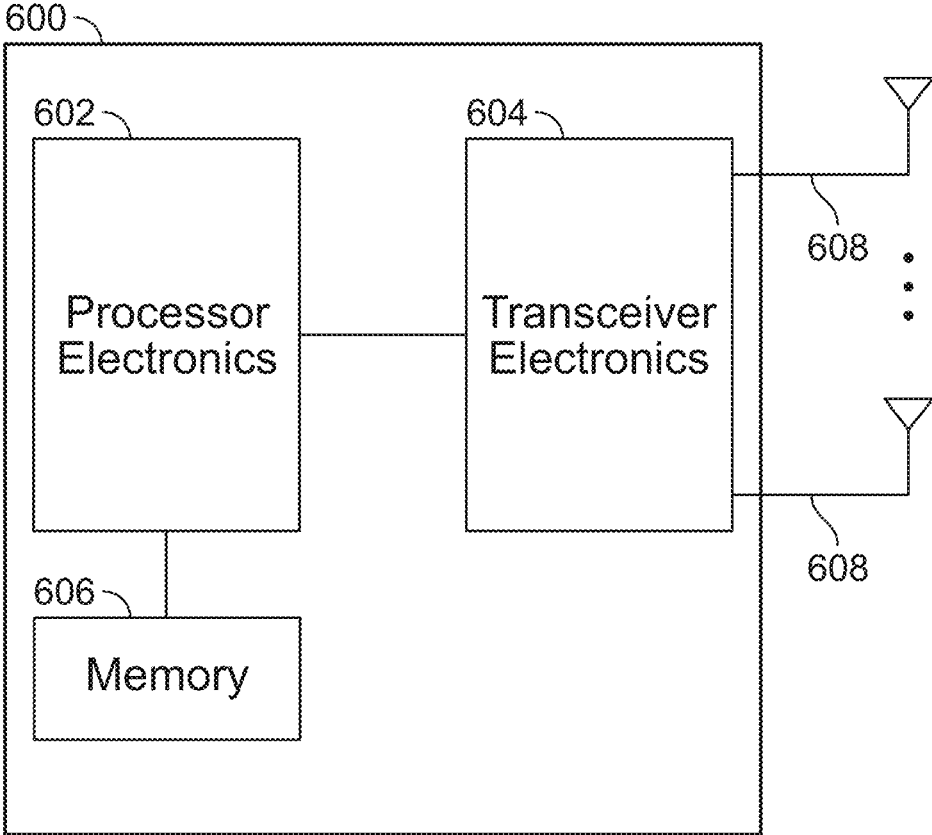 600
602
604
608
Processor
Electronics
Transceiver
Electronics
608
606
Memory